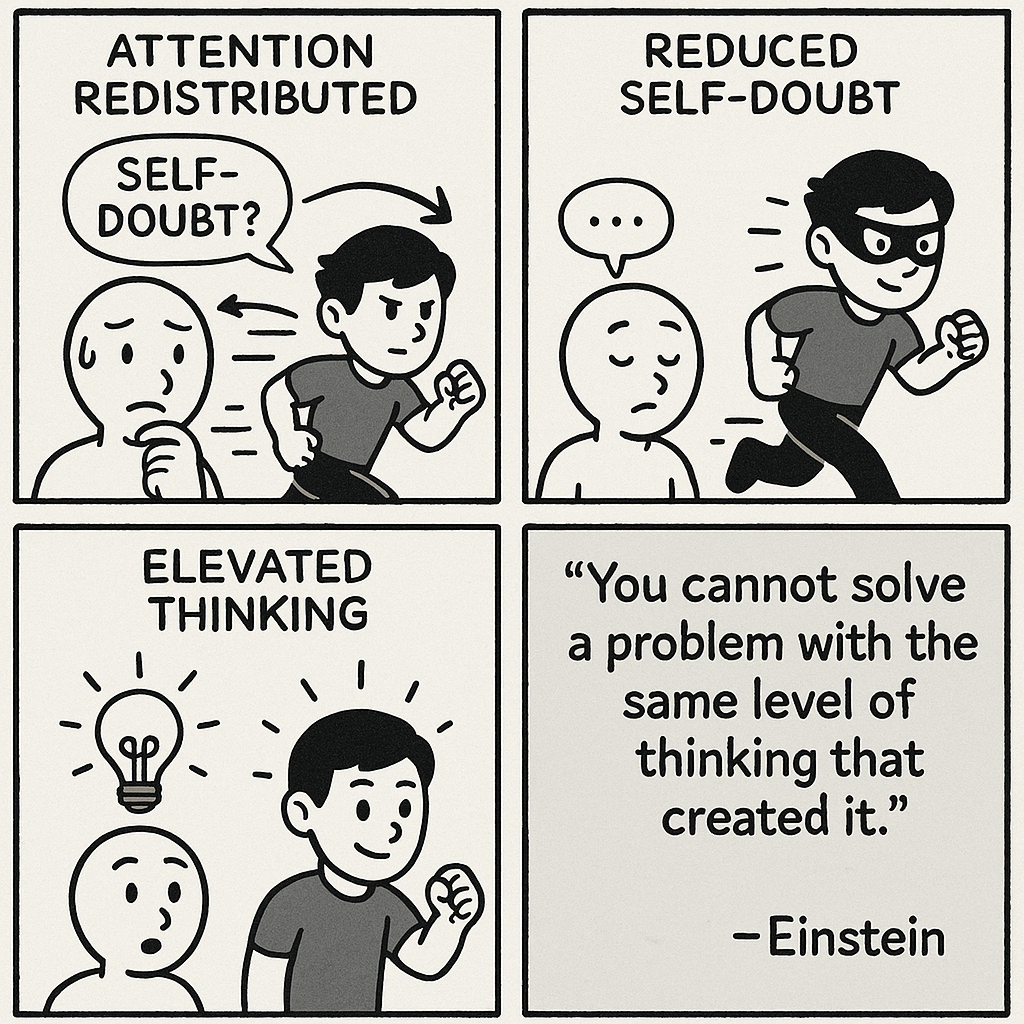 ATTENTION
REDISTRIBUTED
SELF-
DOUBT?
REDUCED
SELF-DOUBT
...
ELEVATED
THINKING
“You cannot solve
a problem with the
same level of
thinking that
created it.”
–Einstein